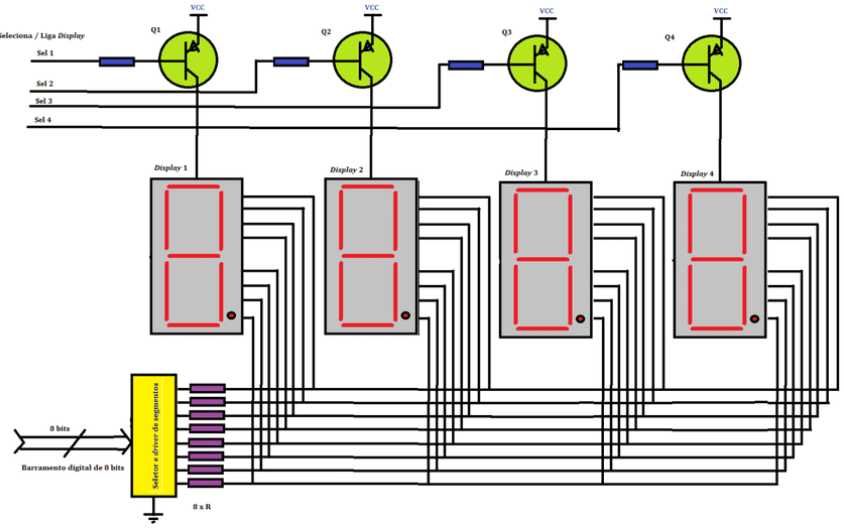 VCC
VCC
VCC
VCC
Q1
Q2
Q3
Q4
Seleciona / Liga Display
Sel 1
Sel 2
Sel 3
Sel 4
Display 1
Display 2
Display 3
Display 4
Seletor e driver de segmentos
8 bits
Barramento digital de 8 bits
8 x R